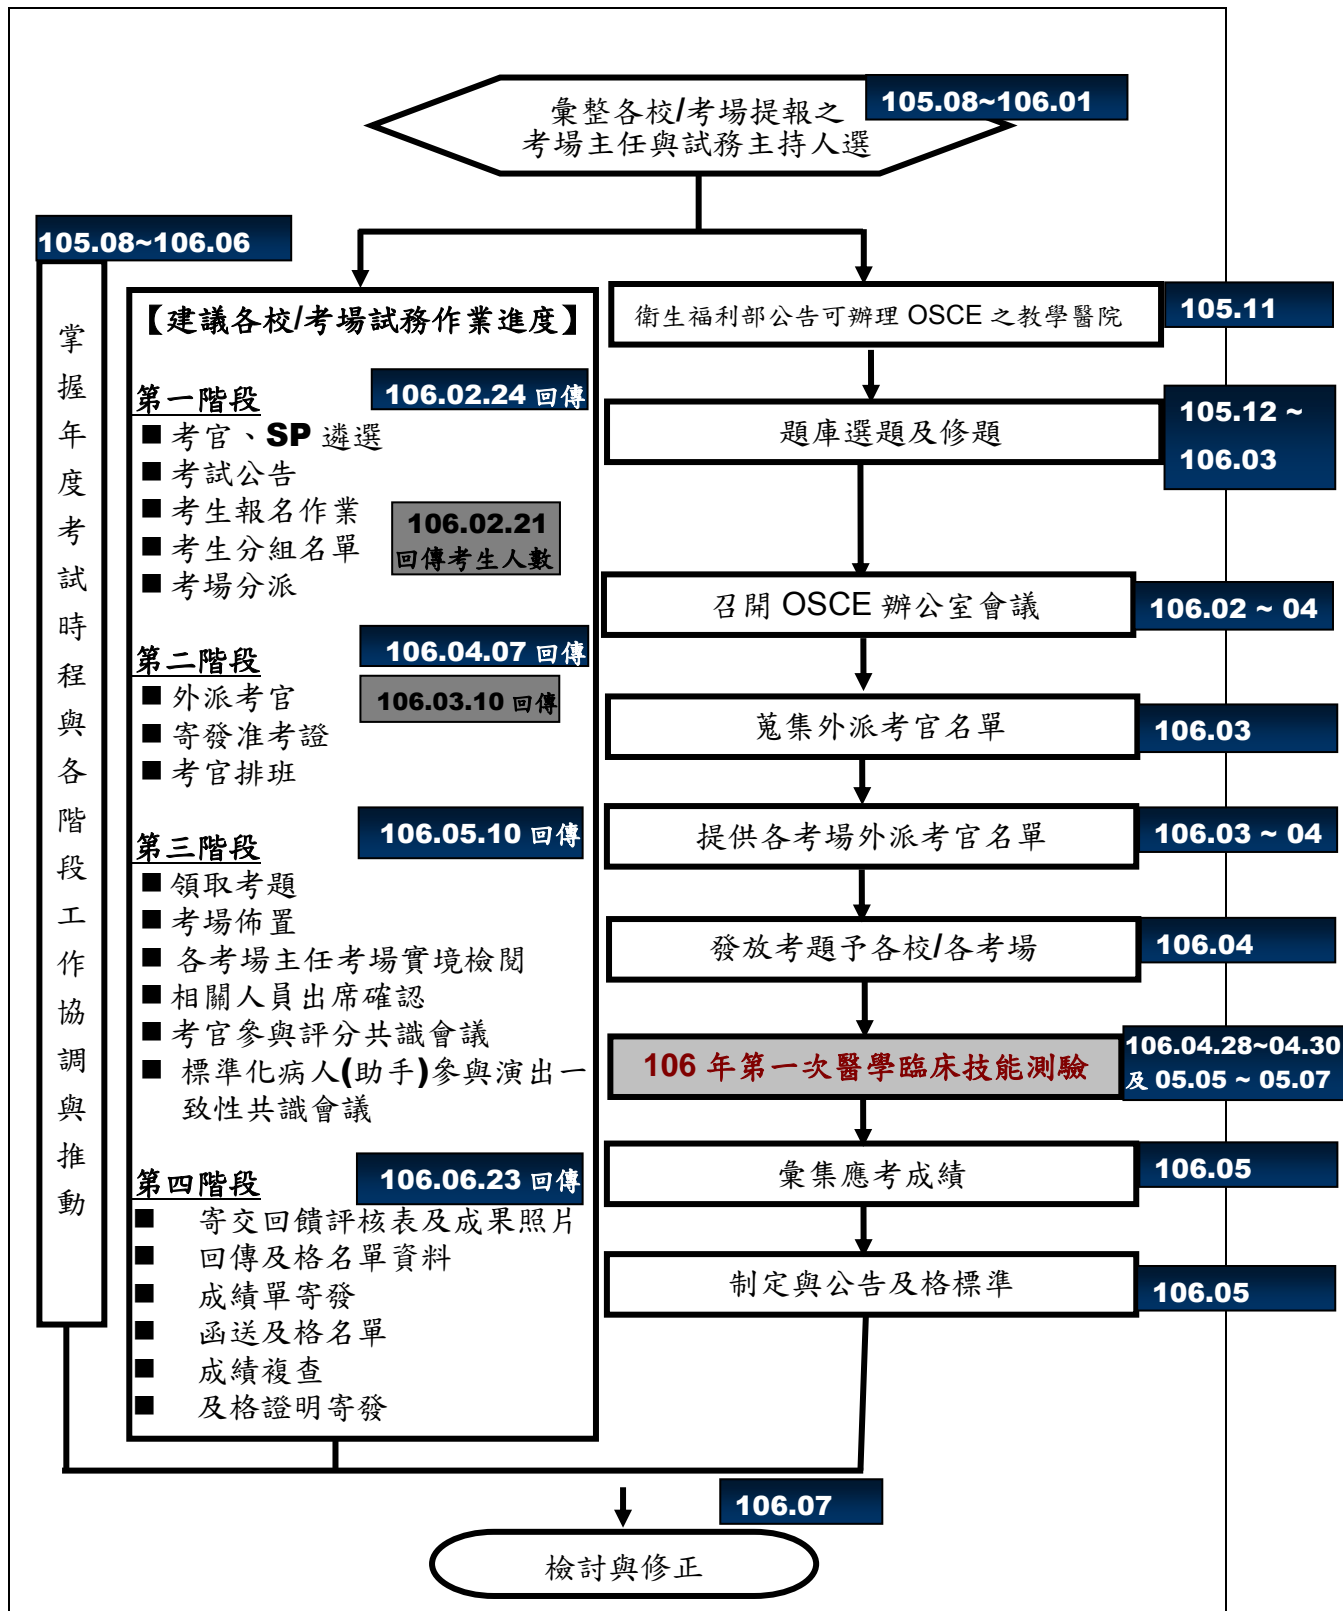 彙整各校/考場提報之
考場主任與試務主持人選
105.08~106.01
105.08~106.06
掌握年度考試時程與各階段工作協調與推動
【建議各校/考場試務作業進度】
第一階段
106.02.24 回傳
■ 考官、SP 遴選
■ 考試公告
■ 考生報名作業
■ 考生分組名單
■ 考場分派
106.02.21
回傳考生人數
第二階段
106.04.07 回傳
■ 外派考官
106.03.10 回傳
■ 寄發准考證
■ 考官排班
第三階段
106.05.10 回傳
■ 領取考題
■ 考場佈置
■ 各考場主任考場實境檢閱
■ 相關人員出席確認
■ 考官參與評分共識會議
■ 標準化病人(助手)參與演出一
致性共識會議
第四階段
106.06.23 回傳
■ 寄交回饋評核表及成果照片
■ 回傳及格名單資料
■ 成績單寄發
■ 函送及格名單
■ 成績複查
■ 及格證明寄發
衛生福利部公告可辦理 OSCE 之教學醫院
105.11
題庫選題及修題
105.12 ~
106.03
召開 OSCE 辦公室會議
106.02 ~ 04
蒐集外派考官名單
106.03
提供各考場外派考官名單
106.03 ~ 04
發放考題予各校/各考場
106.04
106 年第一次醫學臨床技能測驗
106.04.28~04.30
及 05.05 ~ 05.07
彙集應考成績
106.05
制定與公告及格標準
106.05
106.07
檢討與修正